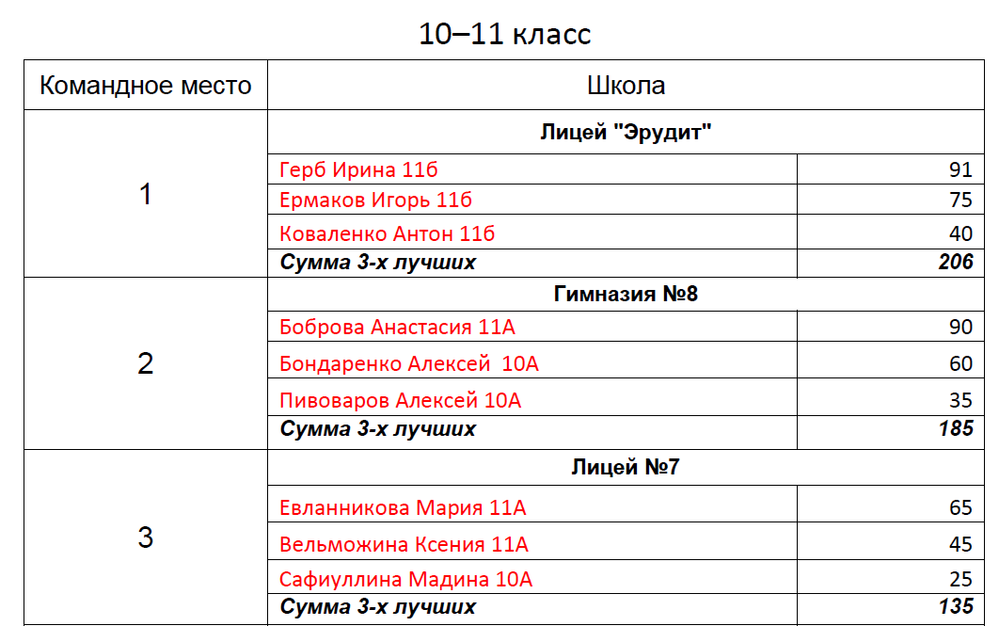 10–11 класс
Командное место Школа
Лицей "Эрудит"
1
Герб Ирина 11б 91
Ермаков Игорь 11б 75
Коваленко Антон 11б 40
Сумма 3-х лучших 206
Гимназия №8
2
Боброва Анастасия 11А 90
Бондаренко Алексей 10А 60
Пивоваров Алексей 10А 35
Сумма 3-х лучших 185
Лицей №7
3
Евланникова Мария 11А 65
Вельможина Ксения 11А 45
Сафиуллина Мадина 10А 25
Сумма 3-х лучших 135